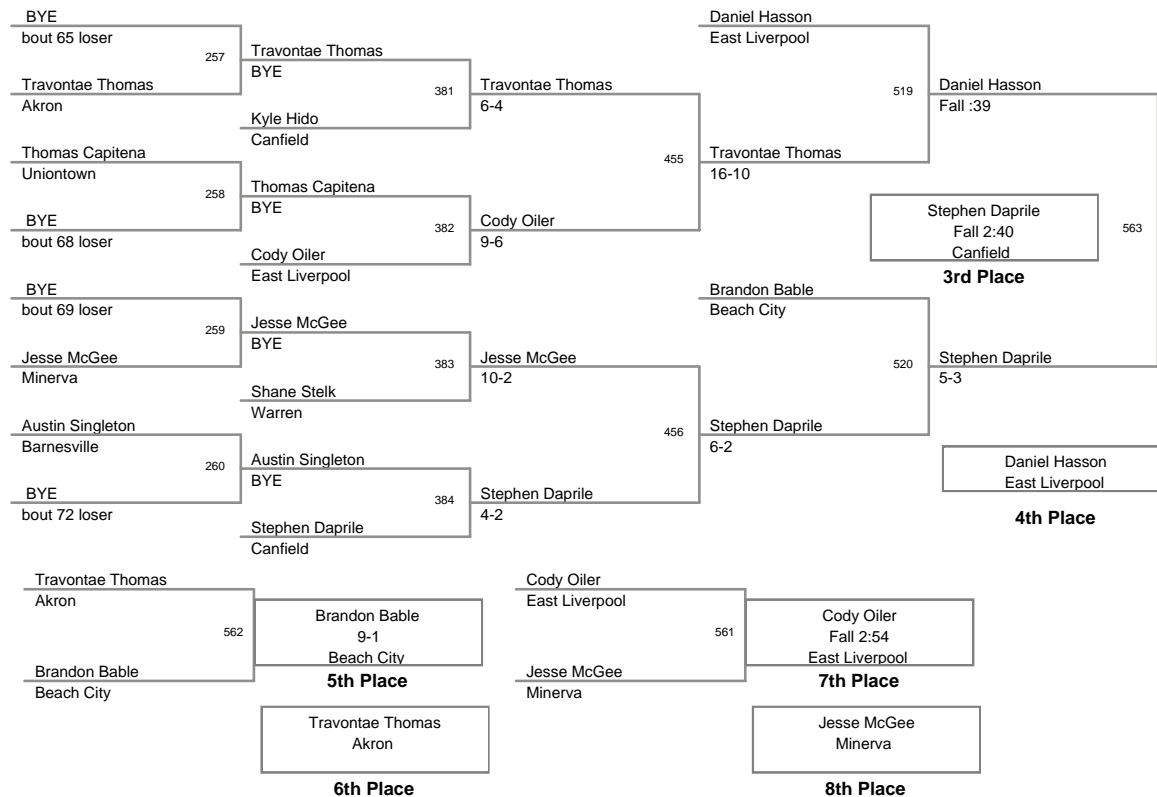 BYE
bout 65 loser
257
Travontae Thomas
Akron
Thomas Capitena
Uniontown
258
BYE
bout 68 loser
BYE
bout 69 loser
259
Jesse McGee
Minerva
Austin Singleton
Barnesville
260
BYE
bout 72 loser
Travontae Thomas
BYE
381
Kyle Hido
Canfield
Thomas Capitena
BYE
382
Cody Oiler
East Liverpool
Jesse McGee
BYE
383
Shane Stelk
Warren
Austin Singleton
BYE
384
Stephen Daprile
Canfield
Travontae Thomas
6-4
455
Cody Oiler
9-6
Jesse McGee
10-2
456
Stephen Daprile
4-2
Daniel Hasson
East Liverpool
519
Travontae Thomas
16-10
Brandon Bable
Beach City
520
Stephen Daprile
6-2
Daniel Hasson
Fall :39
563
Stephen Daprile
5-3
Stephen Daprile
Fall 2:40
Canfield
3rd Place
Daniel Hasson
East Liverpool
4th Place
Travontae Thomas
Akron
562
Brandon Bable
Beach City
Brandon Bable
9-1
Beach City
5th Place
Travontae Thomas
Akron
6th Place
Cody Oiler
East Liverpool
561
Jesse McGee
Minerva
Cody Oiler
Fall 2:54
East Liverpool
7th Place
Jesse McGee
Minerva
8th Place